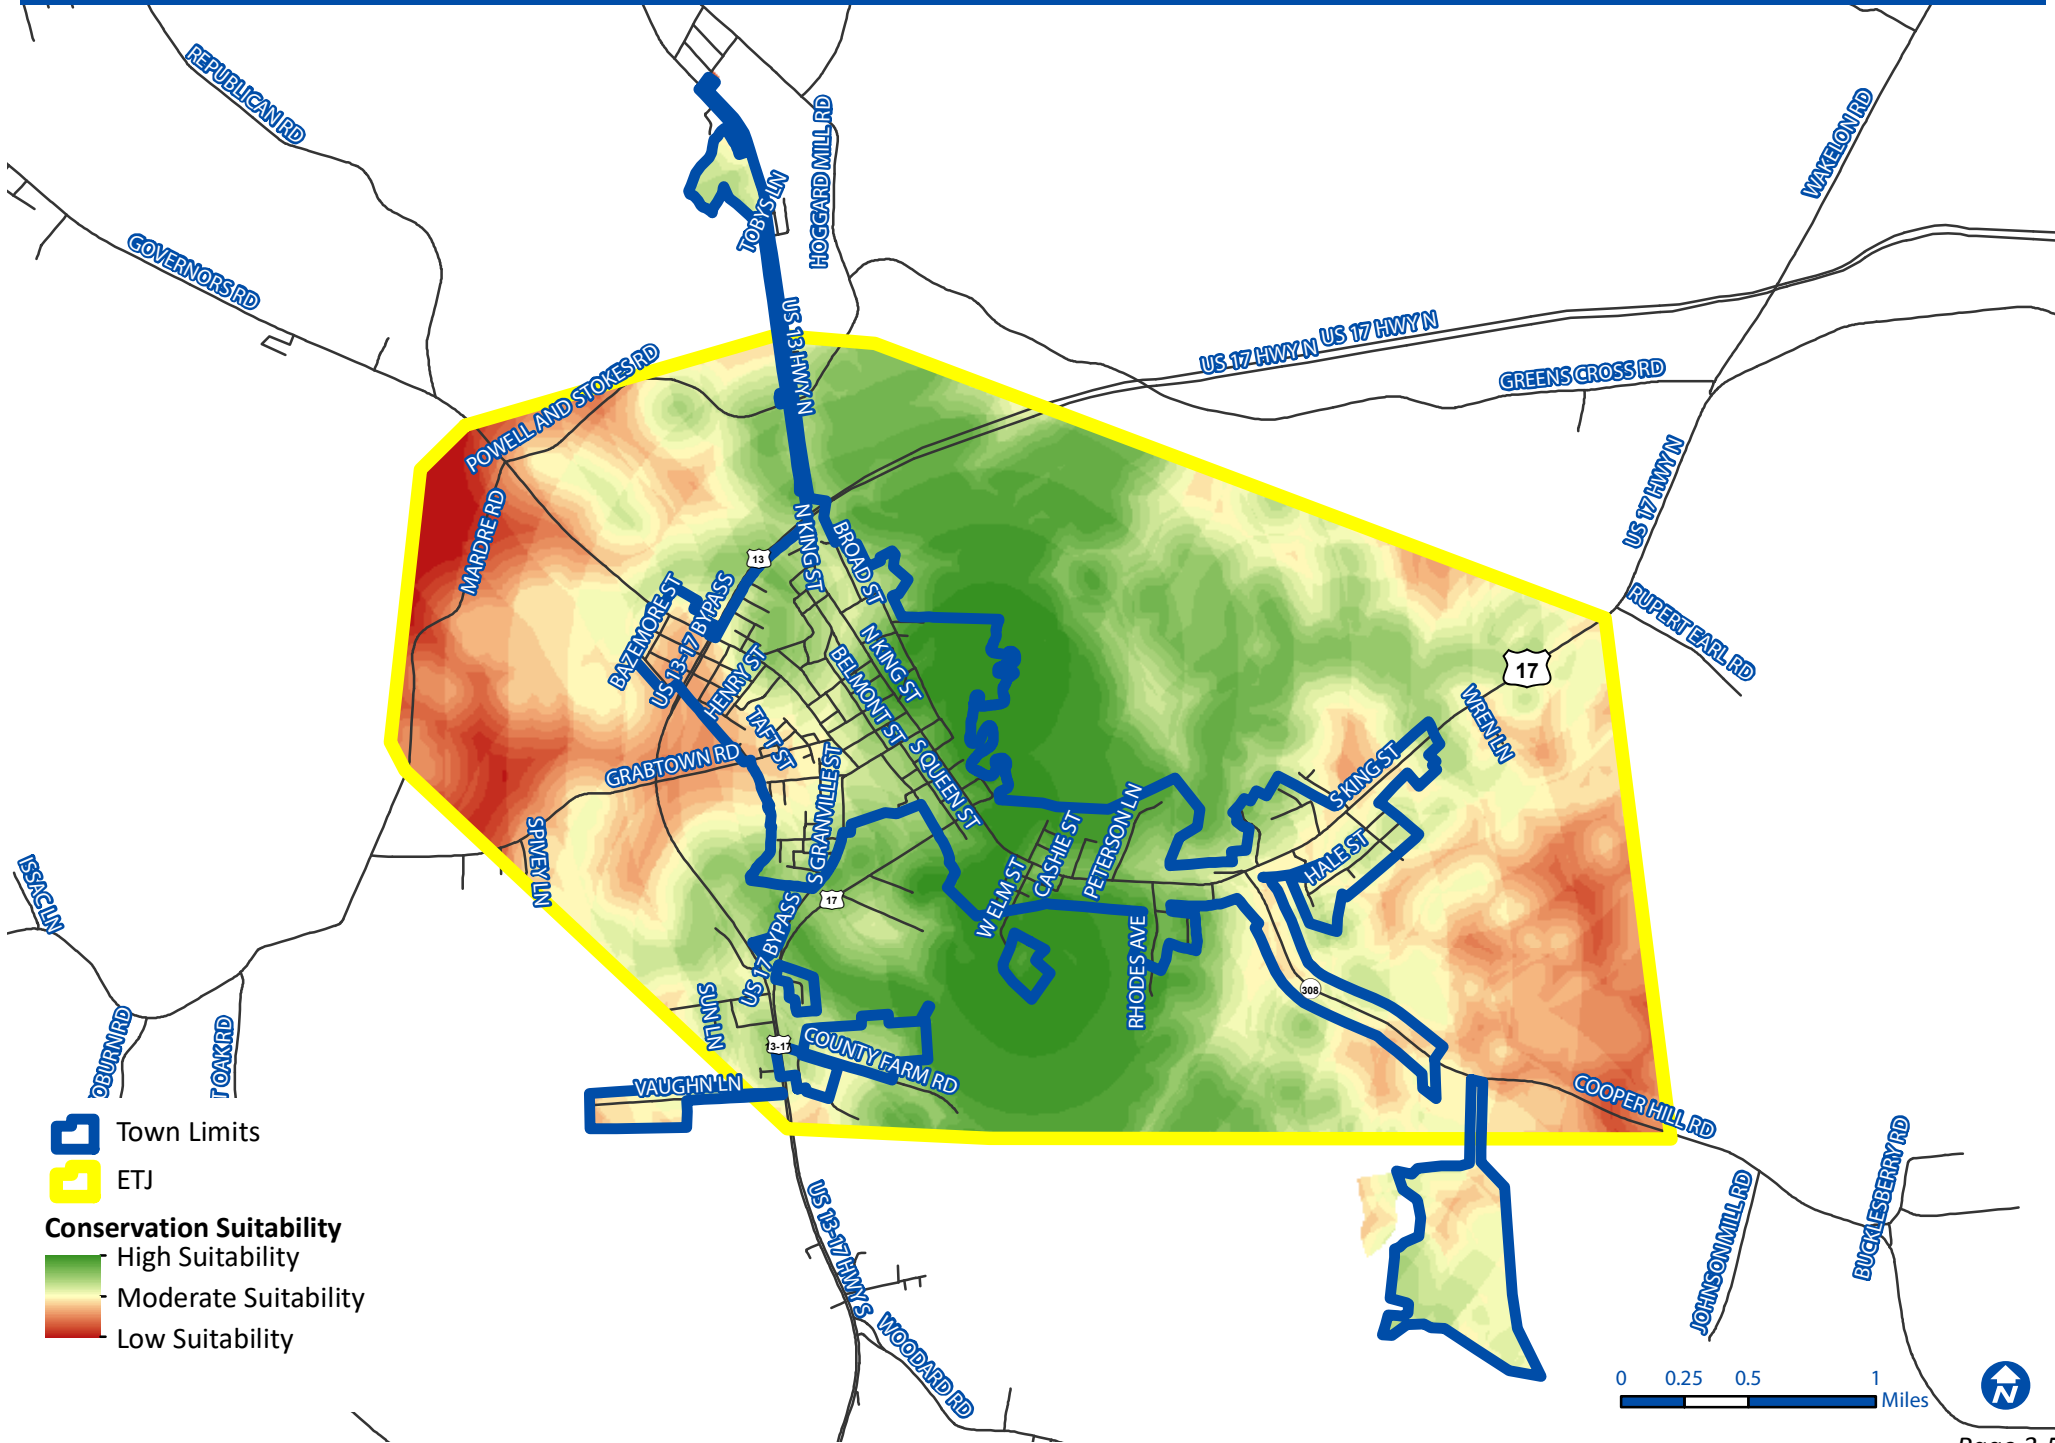 REPUBLICAN RD
HOGGARD MILL RD
WAKELON RD
TOBYS LN
GOVERNORS RD
US 13 HWY N
US 17 HWY N
US 17 HWY N
GREENS CROSS RD
POWELL AND STOKES RD
US 17 HWY N
MARDRE RD
N KING ST
BROAD ST
13
BAZEMORE ST
US 13-17 BYPASS
HENRY ST
N KING ST
BELMONT ST
RUPERT EARL RD
17
WREN LN
TAFT ST
GRABTOWN RD
S GRANVILLE ST
S QUEEN ST
S KING ST
PETERSON LN
CASHIE ST
HALE ST
SPIVEY LN
W ELM ST
ISSAC LN
17
US 17 BYPASS
RHODES AVE
308
SUN LN
13-17
COUNTY FARM RD
VAUGHN LN
OBURN RD
T OAK RD
COOPER HILL RD
BUCKLESBERRY RD
JOHNSON MILL RD
US 13-17 HWY S
WOODARD RD
Town Limits
ETJ
Conservation Suitability
High Suitability
Moderate Suitability
Low Suitability
0 0.25 0.5 1
Miles
N